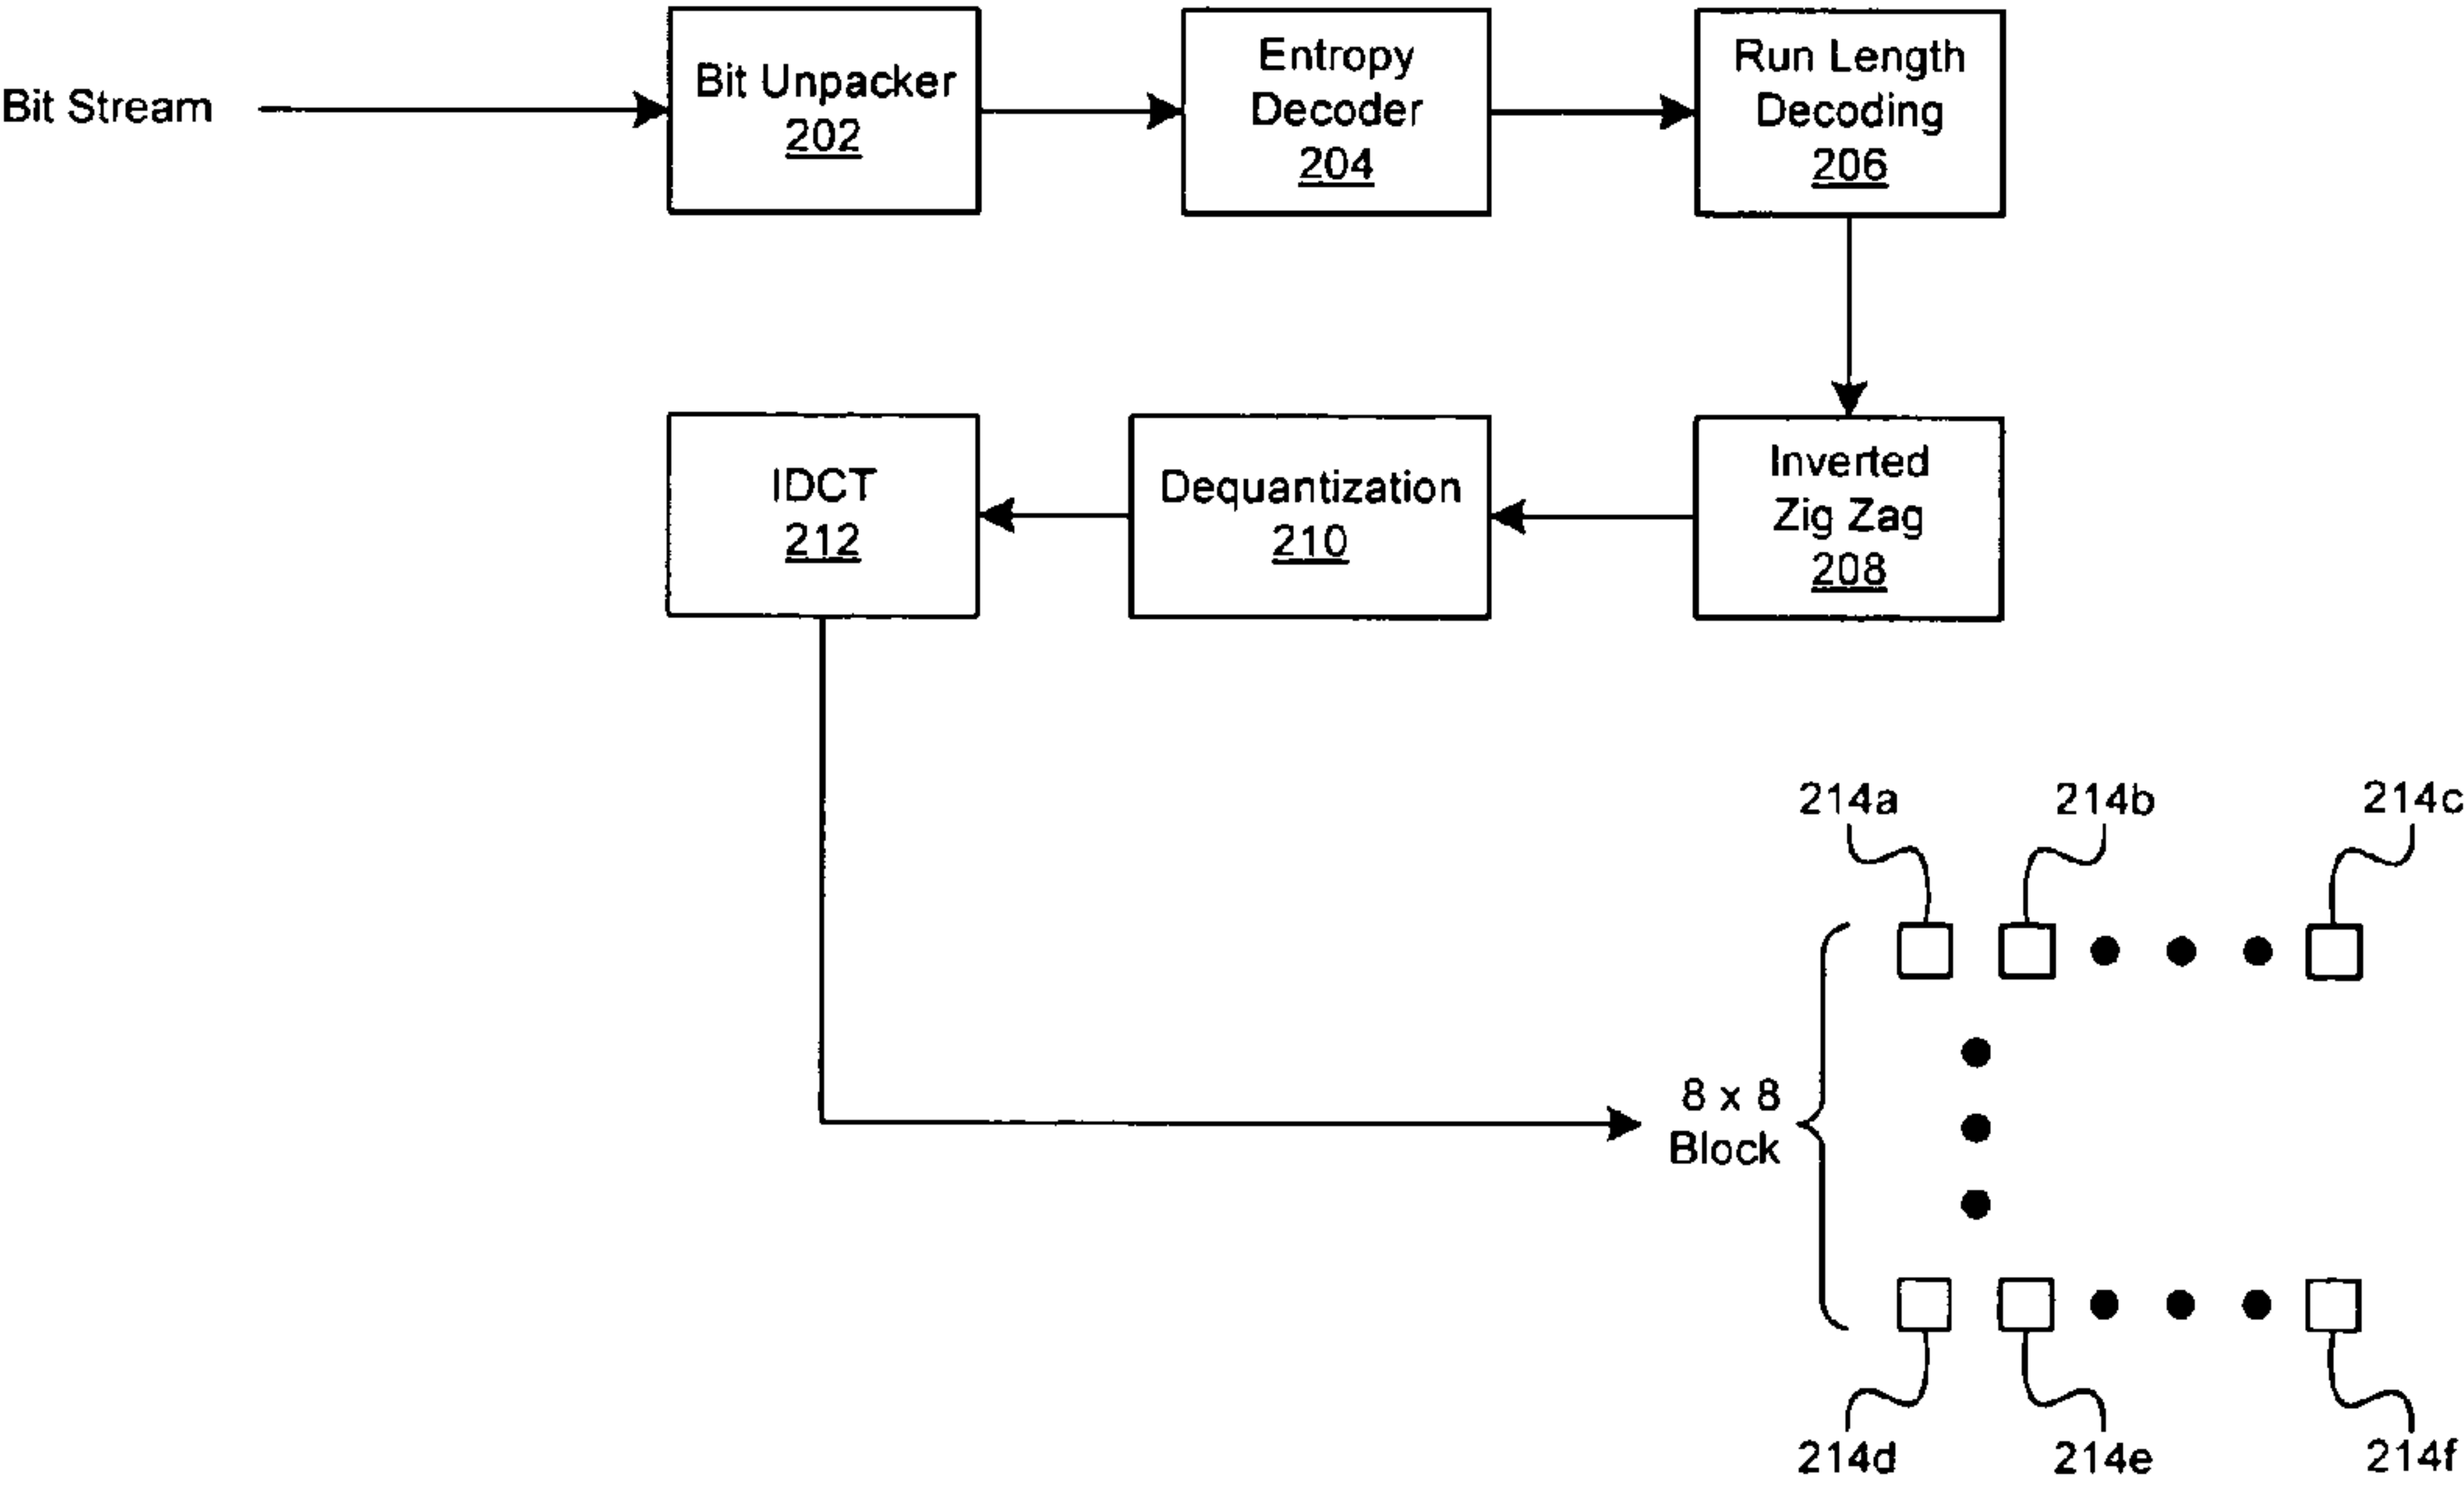 Bit Stream
Bit Unpacker
202
Entropy
Decoder
204
Run Length
Decoding
206
IDCT
212
Dequantization
210
Inverted
Zig Zag
208
214a
214b
214c
8 x 8
Block
214d
214e
214f